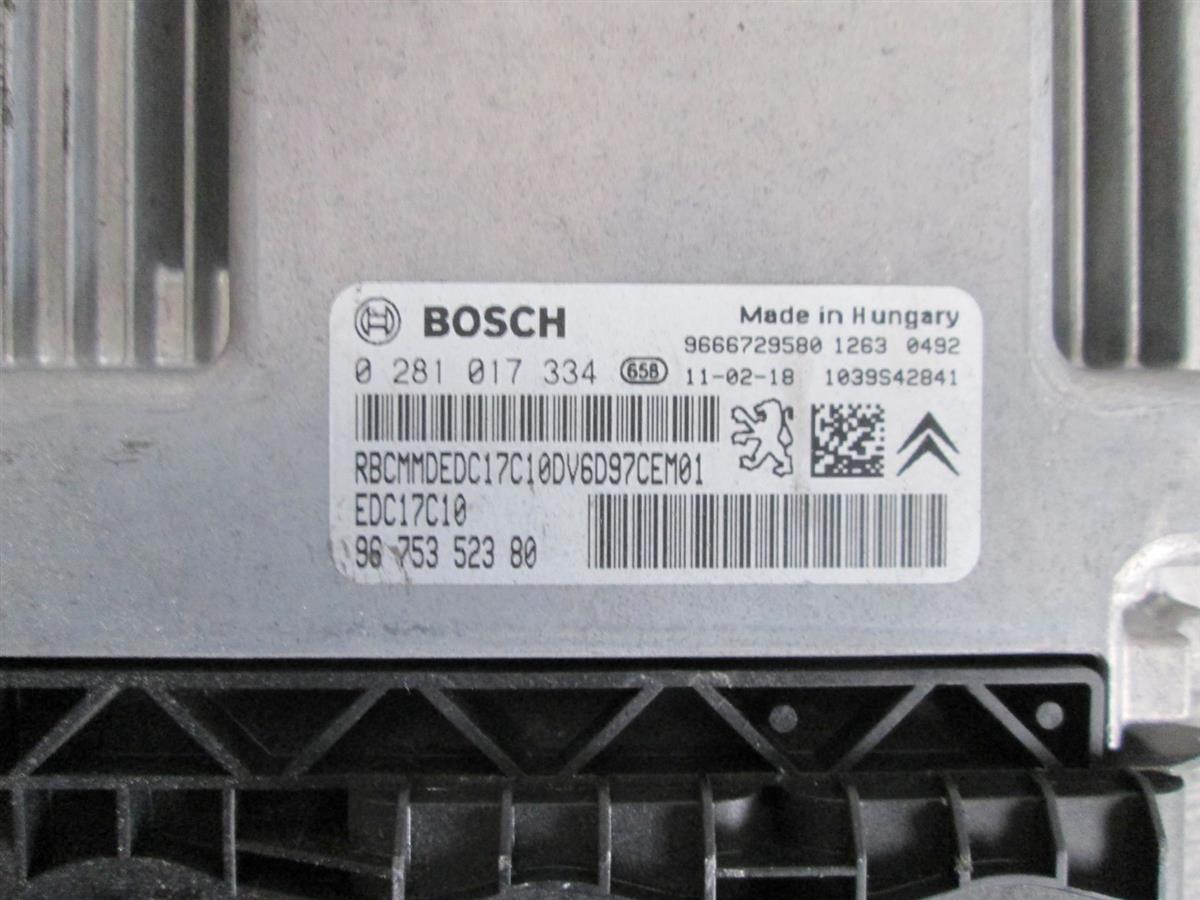 BOSCH
Made in Hungary
9666729580 1263 0492
0 281 017 334 658 11-02-18 1039S42841
RBCMMDEDC17C10DV6D97CEM01
EDC17C10
96 753 523 80